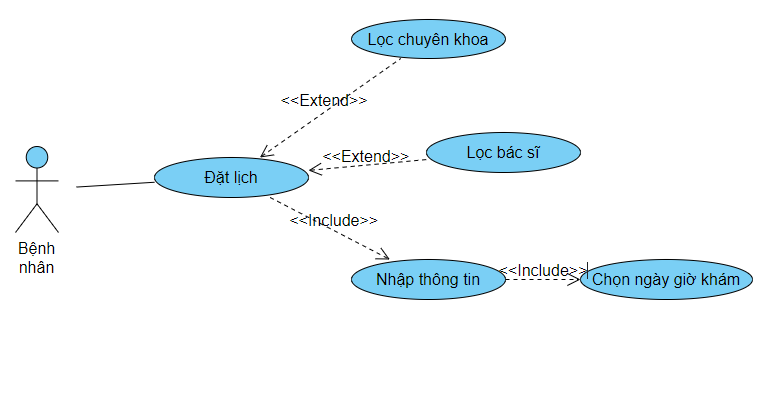 Lọc chuyên khoa
<<Extend>>
<<Extend>>
Lọc bác sĩ
Đặt lịch
<<Include>>
Bệnh
nhân
Nhập thông tin
<<Include>>
Chọn ngày giờ khám